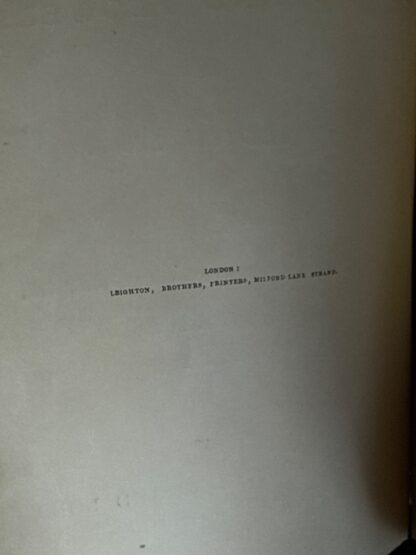 LONDON:
LEIGHTON, BROTHERS, PRINTERS, MILFORD LANE STRAND.